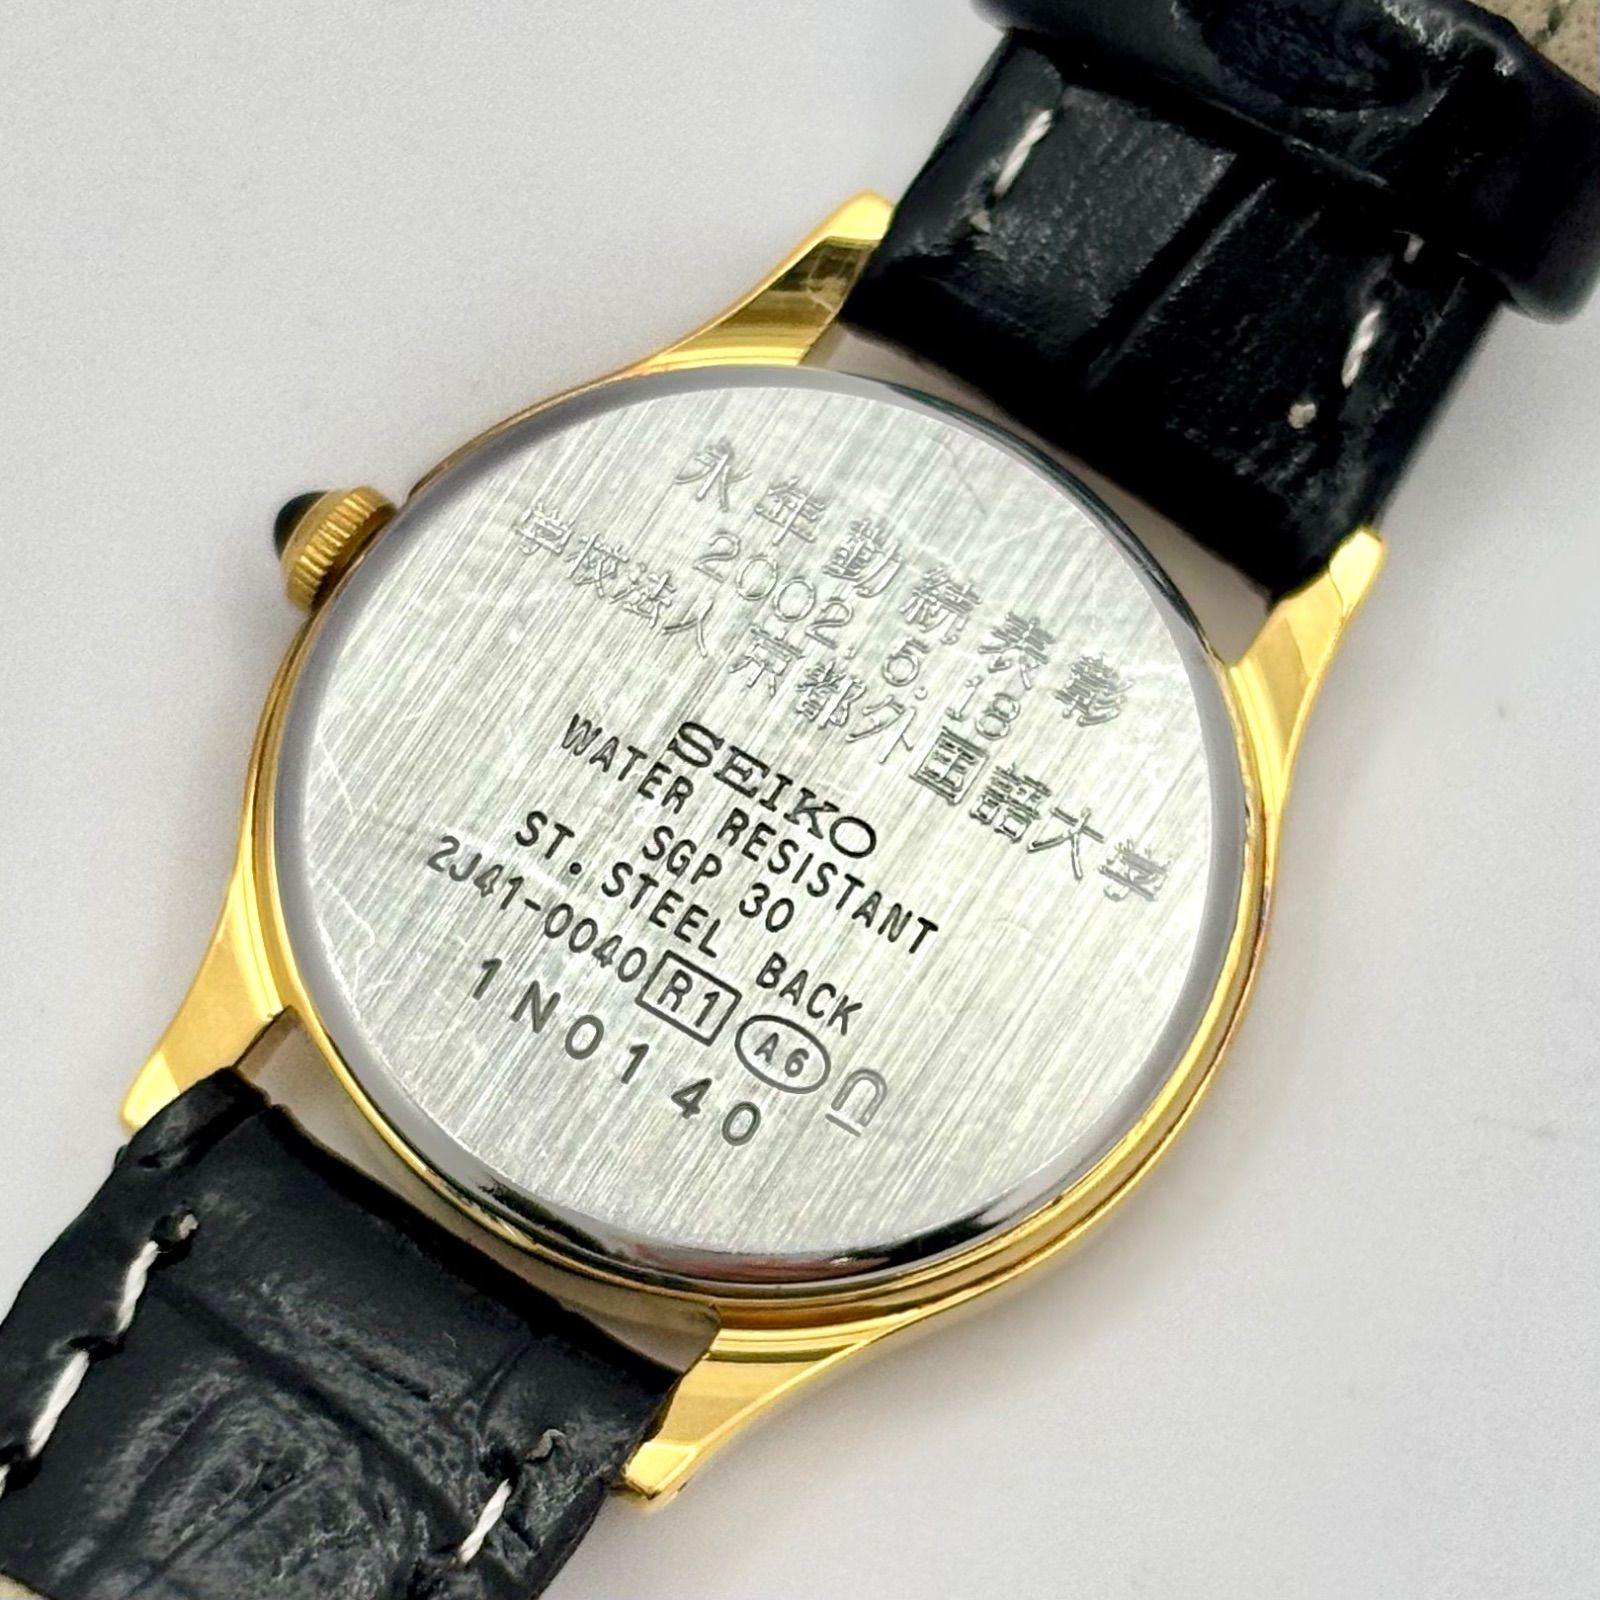 永年勤続表彰
2002.5.18
学校法人 京都外国語大学
SEIKO
WATER RESISTANT
SGP 30
ST. STEEL BACK
2J41-0040 R1 A6
1N0140